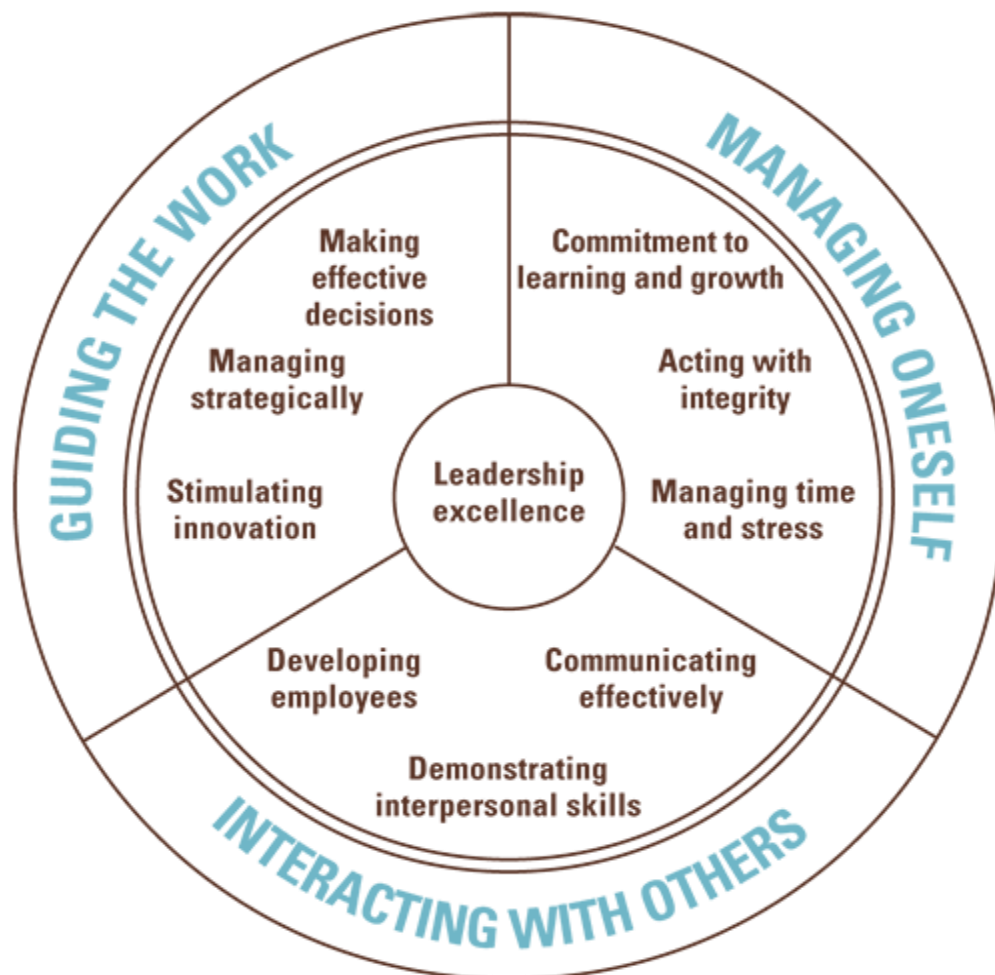 GUIDING THE WORK
MANAGING ONESELF
INTERACTING WITH OTHERS
Making
effective
decisions
Managing
strategically
Stimulating
innovation
Commitment to
learning and growth
Acting with
integrity
Managing time
and stress
Leadership
excellence
Developing
employees
Communicating
effectively
Demonstrating
interpersonal skills